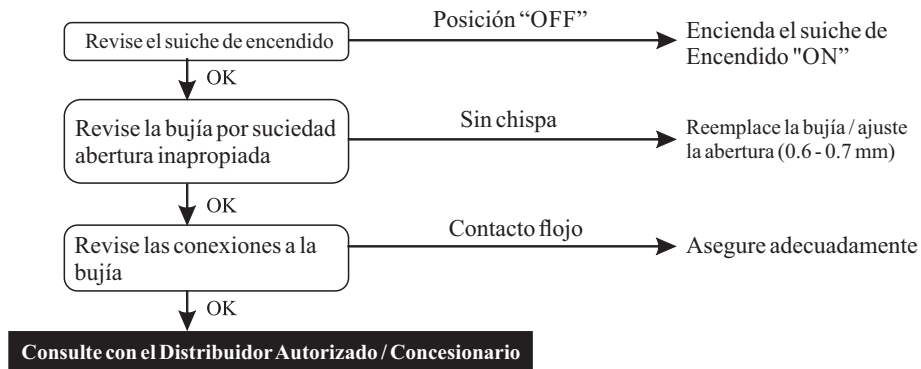 Posición “OFF”
Revise el suiche de encendido
Encienda el suiche de
Encendido "ON”
OK
Revise la bujía por suciedad
abertura inapropiada
Sin chispa
Reemplace la bujía / ajuste
la abertura (0.6 - 0.7 mm)
OK
Revise las conexiones a la
bujía
Contacto flojo
Asegure adecuadamente
OK
Consulte con el Distribuidor Autorizado / Concesionario